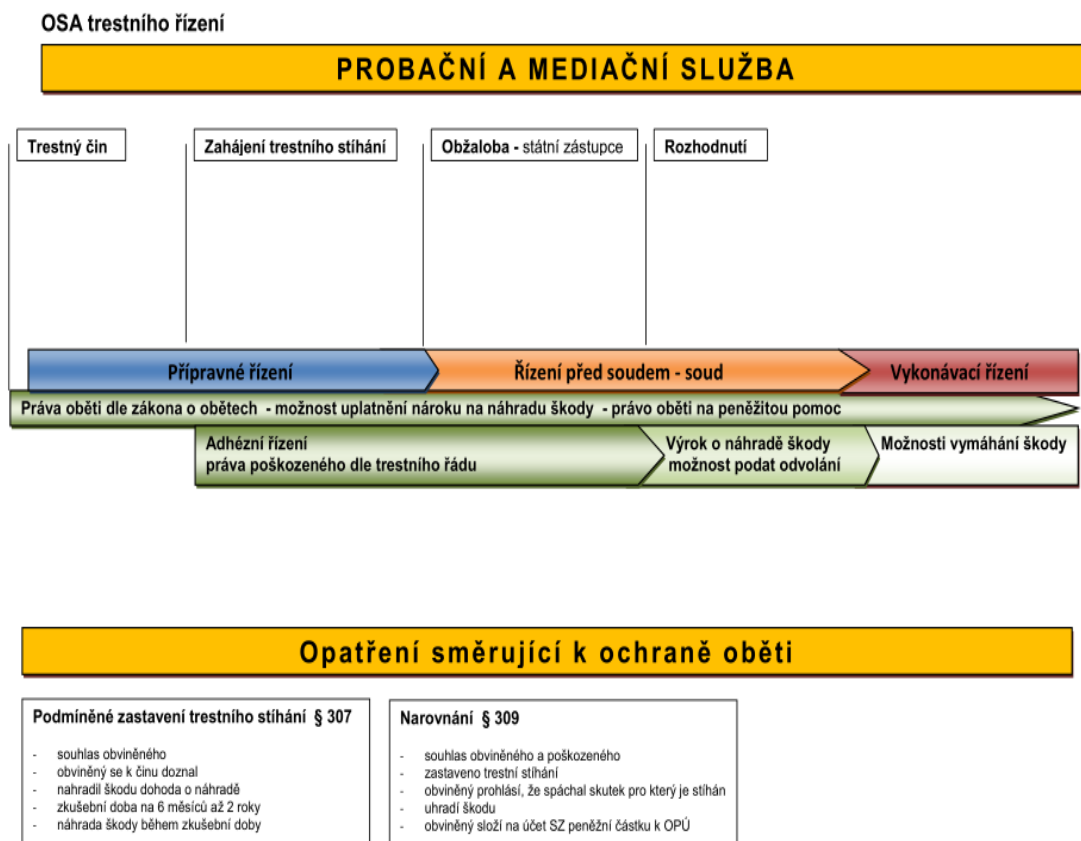 OSA trestního řízení
PROBAČNÍ A MEDIAČNÍ SLUŽBA
Trestný čin
Zahájení trestního stíhání
Obžaloba - státní zástupce
Rozhodnutí
Přípravné řízení
Řízení před soudem - soud
Vykonávací řízení
Práva oběti dle zákona o obětech - možnost uplatnění nároku na náhradu škody - právo oběti na peněžitou pomoc
Adhézní řízení
práva poškozeného dle trestního řádu
Výrok o náhradě škody
možnost podat odvolání
Možnosti vymáhání škody
Opatření směrující k ochraně oběti
Podmíněné zastavení trestního stíhání § 307
- souhlas obviněného
- obviněný se k činu doznal
- nahradil škodu dohoda o náhradě
- zkušební doba na 6 měsíců až 2 roky
- náhrada škody během zkušební doby
Narovnání § 309
- souhlas obviněného a poškozeného
- zastaveno trestní stíhání
- obviněný prohlásí, že spáchal skutek pro který je stíhán
- uhradí škodu
- obviněný složí na účet SZ peněžní částku k OPÚ